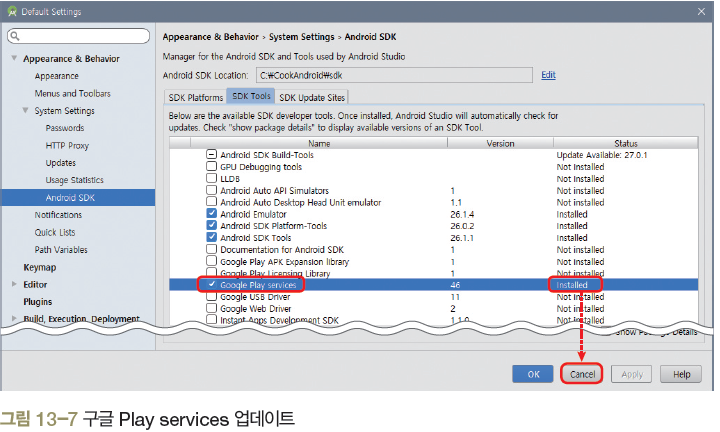 Default Settings
Appearance & Behavior › System Settings › Android SDK
Manager for the Android SDK and Tools used by Android Studio
Android SDK Location: C:₩CookAndroid₩sdk Edit
SDK Platforms SDK Tools SDK Update Sites
Below are the available SDK developer tools. Once installed, Android Studio will automatically check for
updates. Check "show package details" to display available versions of an SDK Tool.
Name Version Status
Android SDK Build-Tools Update Available: 27.0.1
GPU Debugging tools Not Installed
LLDB Not Installed
Android Auto API Simulators 1 Not installed
Android Auto Desktop Head Unit emulator 1.1 Not installed
Android Emulator 26.1.4 Installed
Android SDK Platform-Tools 26.0.2 Installed
Android SDK Tools 26.1.1 Installed
Documentation for Android SDK 1 Not installed
Google Play APK Expansion library 1 Not installed
Google Play Licensing Library 1 Not installed
Google Play services 46 Installed
Google USB Driver 11 Not installed
Google Web Driver 2 Not installed
Instant Apps Development SDK 1.1.0 Not installed
Show Package Details
Appearance & Behavior
Appearance
Menus and Toolbars
System Settings
Passwords
HTTP Proxy
Updates
Usage Statistics
Android SDK
Notifications
Quick Lists
Path Variables
Keymap
Editor
Plugins
Build, Execution, Deployment
OK Cancel Apply Help
그림 13-7 구글 Play services 업데이트